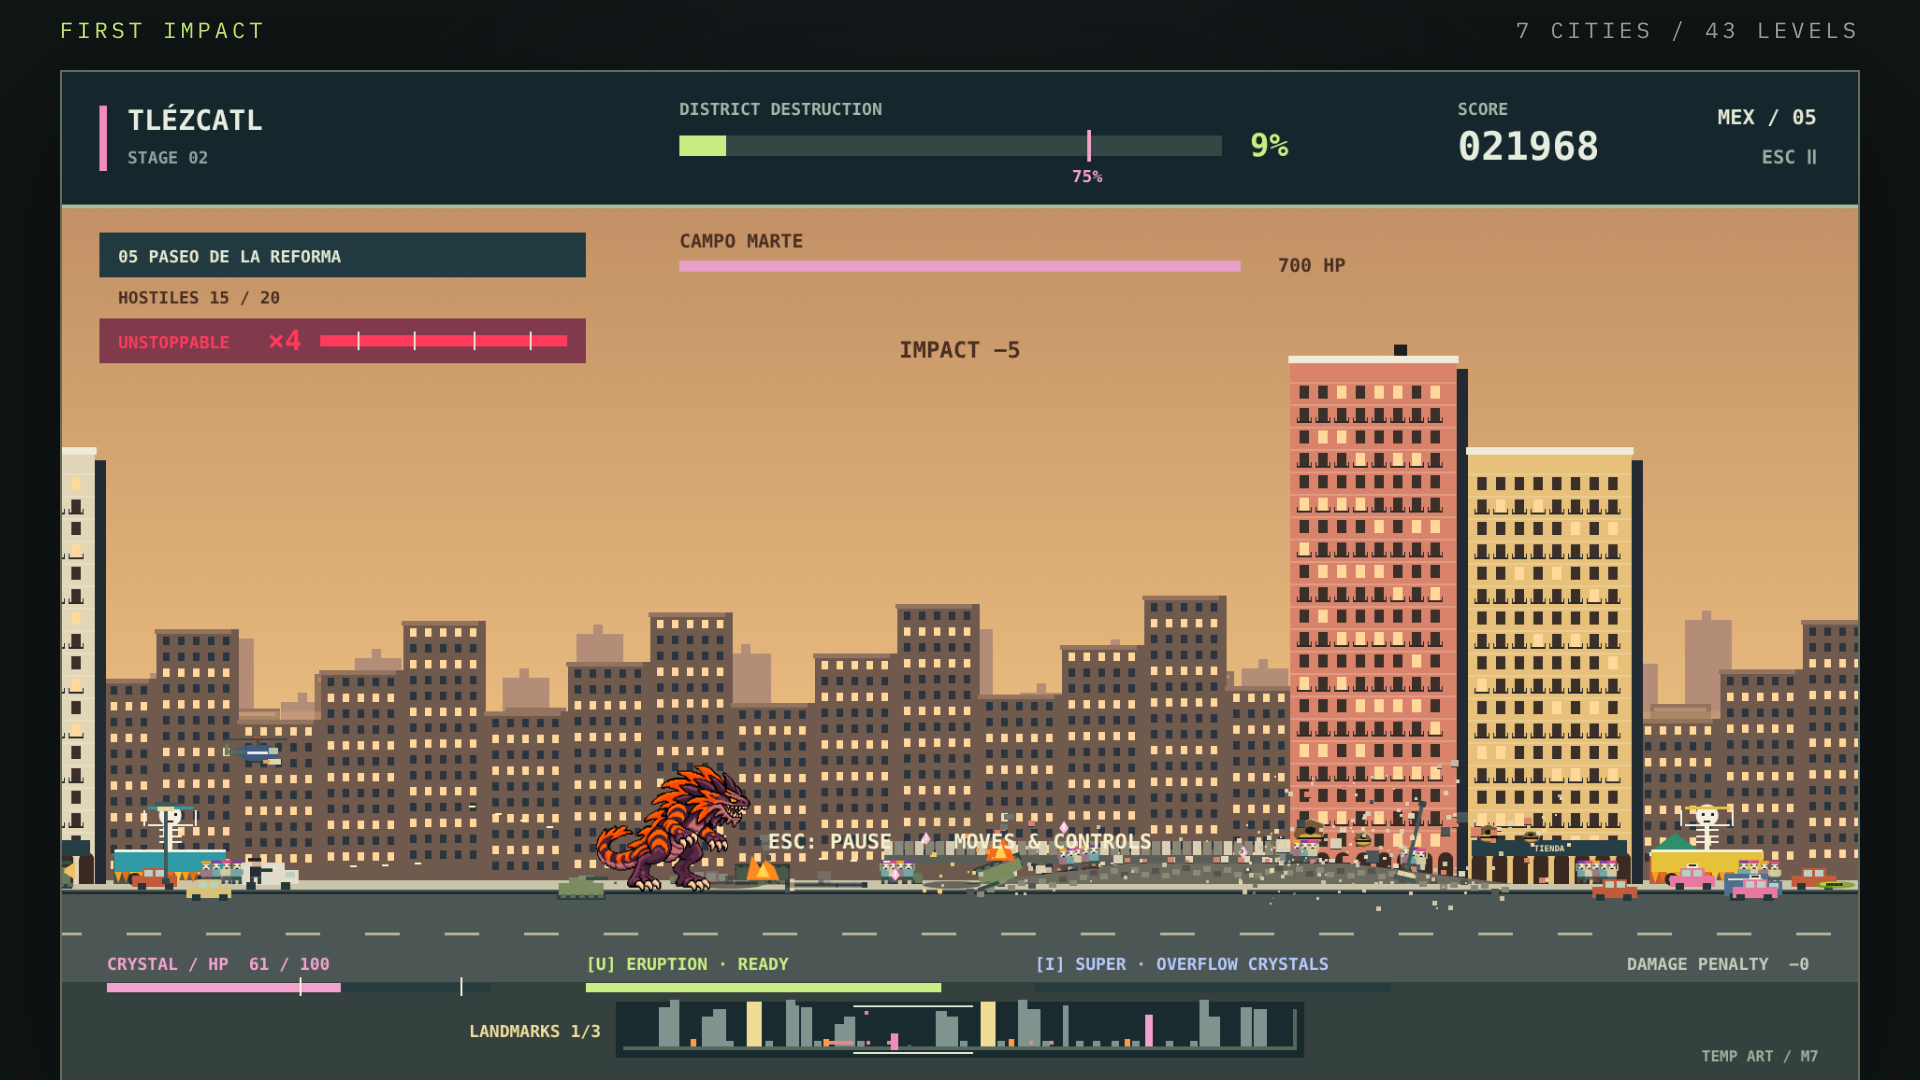 FIRST IMPACT
7 CITIES / 43 LEVELS
TLÉZCATL
STAGE 02
DISTRICT DESTRUCTION
9%
75%
SCORE
021968
MEX / 05
ESC II
05 PASEO DE LA REFORMA
HOSTILES 15 / 20
UNSTOPPABLE ×4
CAMPO MARTE
700 HP
IMPACT −5
ESC: PAUSE
MOVES & CONTROLS
TIENDA
CRYSTAL / HP 61 / 100
[U] ERUPTION · READY
[I] SUPER · OVERFLOW CRYSTALS
DAMAGE PENALTY −0
LANDMARKS 1/3
TEMP ART / M7